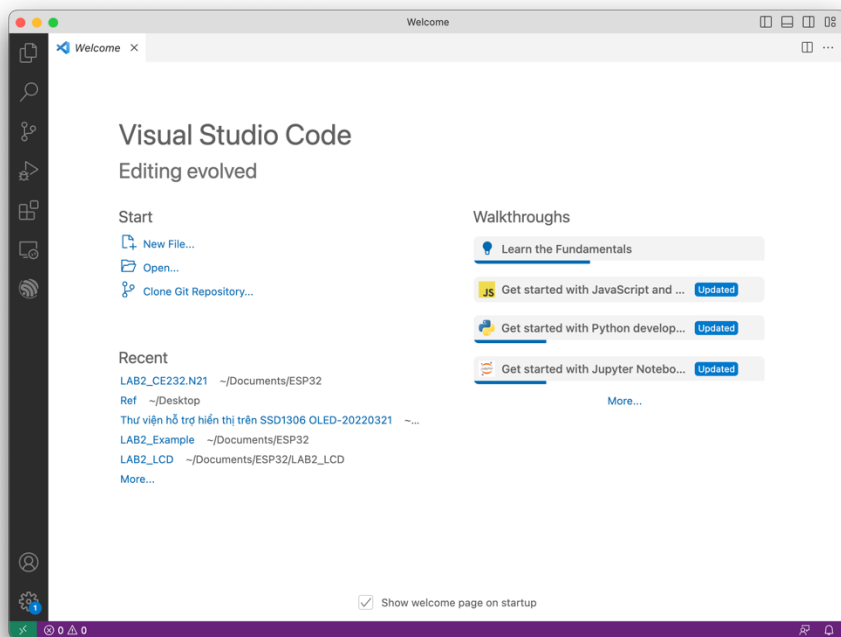 Welcome
Welcome
Visual Studio Code
Editing evolved
Start
New File...
Open...
Clone Git Repository...
Recent
LAB2_CE232.N21 ~/Documents/ESP32
Ref ~/Desktop
Thư viện hỗ trợ hiển thị trên SSD1306 OLED-20220321 ~...
LAB2_Example ~/Documents/ESP32
LAB2_LCD ~/Documents/ESP32/LAB2_LCD
More...
Walkthroughs
Learn the Fundamentals
JS Get started with JavaScript and ... Updated
Get started with Python develop... Updated
Get started with Jupyter Notebo... Updated
More...
Show welcome page on startup
1
0 0